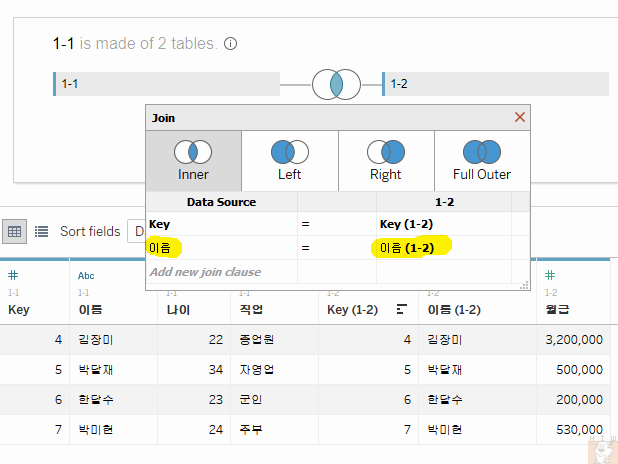 1-1 is made of 2 tables.
1-1
1-2
Join
Inner
Left
Right
Full Outer
Data Source
1-2
Key = Key (1-2)
이름 = 이름 (1-2)
Add new join clause
Sort fields D
# Abc # #
1-1 1-1 1-1 1-1 1-2 1-2 1-2
Key 이름 나이 직업 Key (1-2) 이름 (1-2) 월급
4 김장미 22 종업원 4 김장미 3,200,000
5 박달재 34 자영업 5 박달재 500,000
6 한달수 23 군인 6 한달수 200,000
7 박미현 24 주부 7 박미현 530,000